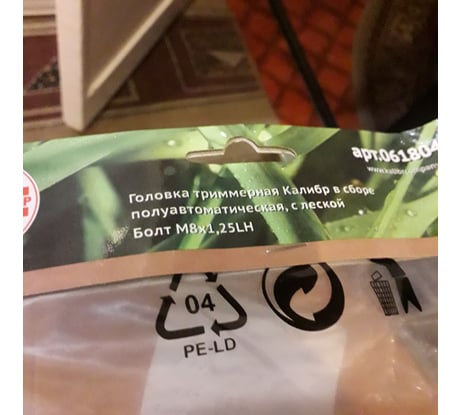 арт.061804
Головка триммерная Калибр в сборе
полуавтоматическая, с леской
Болт М8х1,25LH
04
PE-LD